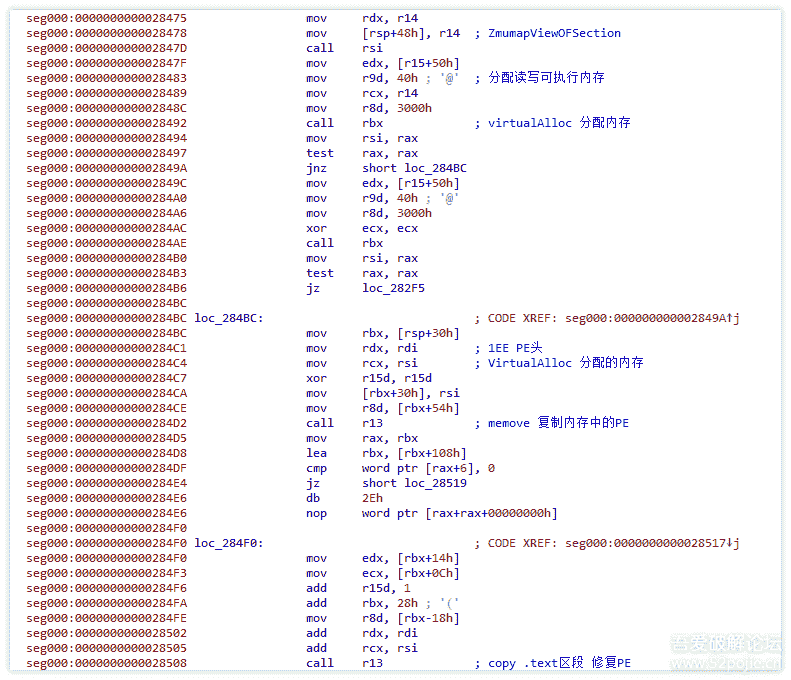 seg000:0000000000028475 mov rdx, r14
seg000:0000000000028478 mov [rsp+48h], r14 ; ZmumapViewOFSection
seg000:000000000002847D call rsi
seg000:000000000002847F mov edx, [r15+50h]
seg000:0000000000028483 mov r9d, 40h ; '@' ; 分配读写可执行内存
seg000:0000000000028489 mov rcx, r14
seg000:000000000002848C mov r8d, 3000h
seg000:0000000000028492 call rbx ; virtualAlloc 分配内存
seg000:0000000000028494 mov rsi, rax
seg000:0000000000028497 test rax, rax
seg000:000000000002849A jnz short loc_284BC
seg000:000000000002849C mov edx, [r15+50h]
seg000:00000000000284A0 mov r9d, 40h ; '@'
seg000:00000000000284A6 mov r8d, 3000h
seg000:00000000000284AC xor ecx, ecx
seg000:00000000000284AE call rbx
seg000:00000000000284B0 mov rsi, rax
seg000:00000000000284B3 test rax, rax
seg000:00000000000284B6 jz loc_282F5
seg000:00000000000284BC
seg000:00000000000284BC loc_284BC: ; CODE XREF: seg000:000000000002849A↑j
seg000:00000000000284BC mov rbx, [rsp+30h]
seg000:00000000000284C1 mov rdx, rdi ; 1EE PE头
seg000:00000000000284C4 mov rcx, rsi ; VirtualAlloc 分配的内存
seg000:00000000000284C7 xor r15d, r15d
seg000:00000000000284CA mov [rbx+30h], rsi
seg000:00000000000284CE mov r8d, [rbx+54h]
seg000:00000000000284D2 call r13 ; memove 复制内存中的PE
seg000:00000000000284D5 mov rax, rbx
seg000:00000000000284D8 lea rbx, [rbx+108h]
seg000:00000000000284DF cmp word ptr [rax+6], 0
seg000:00000000000284E4 jz short loc_28519
seg000:00000000000284E6 db 2Eh
seg000:00000000000284E6 nop word ptr [rax+rax+00000000h]
seg000:00000000000284F0
seg000:00000000000284F0 loc_284F0: ; CODE XREF: seg000:0000000000028517↓j
seg000:00000000000284F0 mov edx, [rbx+14h]
seg000:00000000000284F3 mov ecx, [rbx+0Ch]
seg000:00000000000284F6 add r15d, 1
seg000:00000000000284FA add rbx, 28h ; '('
seg000:00000000000284FE mov r8d, [rbx-18h]
seg000:0000000000028502 add rdx, rdi
seg000:0000000000028505 add rcx, rsi
seg000:0000000000028508 call r13 ; copy .text区段 修复PE
吾爱破解论坛
www.52pojie.cn